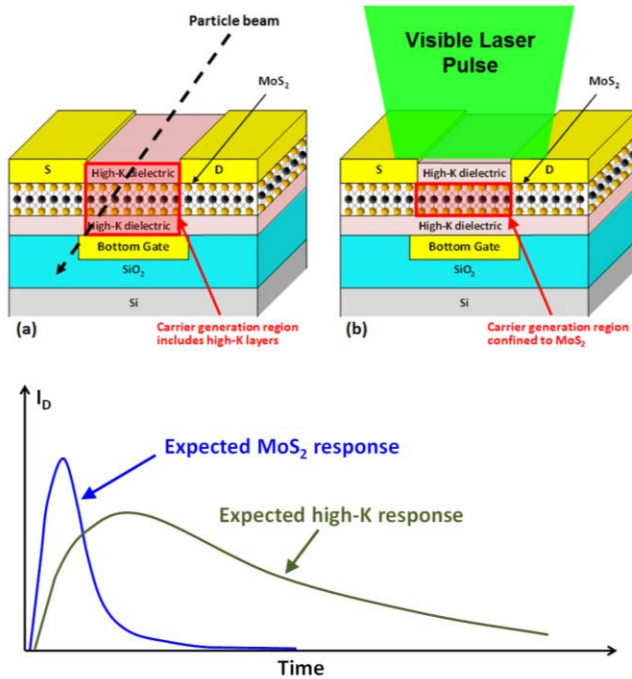 Particle beam
MoS₂
S
High-K dielectric
D
High-K dielectric
Bottom Gate
SiO₂
Si
(a)
Carrier generation region
includes high-K layers
Visible Laser
Pulse
MoS₂
S
High-K dielectric
D
High-K dielectric
Bottom Gate
SiO₂
Si
(b)
Carrier generation region
confined to MoS₂
I_D
Expected MoS₂ response
Expected high-K response
Time